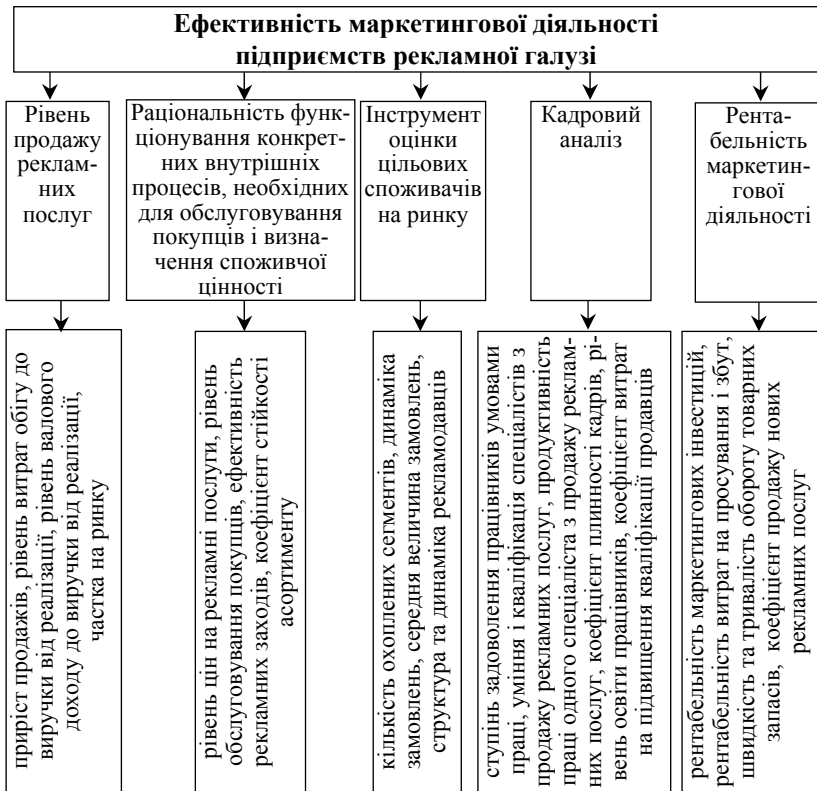 Ефективність маркетингової діяльності
підприємств рекламної галузі
Рівень
продажу
реклам-
них
послуг
Раціональність функ-
ціонування конкрет-
них внутрішніх
процесів, необхідних
для обслуговування
покупців і визна-
чення споживчої
цінності
Інструмент
оцінки
цільових
споживачів
на ринку
Кадровий
аналіз
Рента-
бельність
маркетин-
гової
діяльності
приріст продажів, рівень витрат обігу до
виручки від реалізації, рівень валового
доходу до виручки від реалізації,
частка на ринку
рівень цін на рекламні послуги, рівень
обслуговування покупців, ефективність
рекламних заходів, коефіцієнт стійкості
асортименту
кількість охоплених сегментів, динаміка
замовлень, середня величина замовлень,
структура та динаміка рекламодавців
ступінь задоволення працівників умовами
праці, уміння і кваліфікація спеціалістів з
продажу рекламних послуг, продуктивність
праці одного спеціаліста з продажу реклам-
них послуг, коефіцієнт плинності кадрів, рі-
вень освіти працівників, коефіцієнт витрат
на підвищення кваліфікації продавців
рентабельність маркетингових інвестицій,
рентабельність витрат на просування і збут,
швидкість та тривалість обороту товарних
запасів, коефіцієнт продажу нових
рекламних послуг